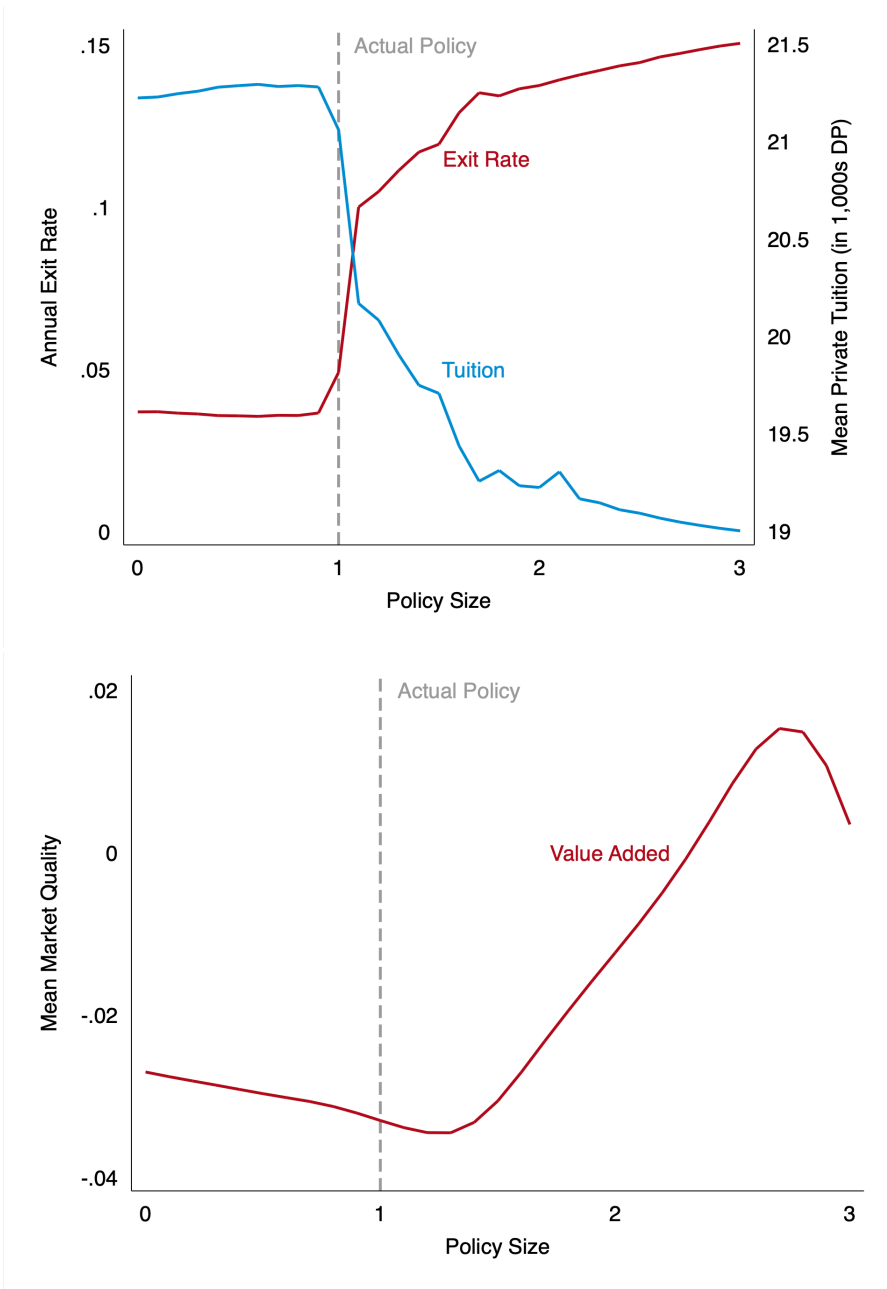 .15
.1
.05
0
Annual Exit Rate
Actual Policy
Exit Rate
Tuition
21.5
21
20.5
20
19.5
19
Mean Private Tuition (in 1,000s DP)
0 1 2 3
Policy Size
.02
0
-.02
-.04
Mean Market Quality
Actual Policy
Value Added
0 1 2 3
Policy Size